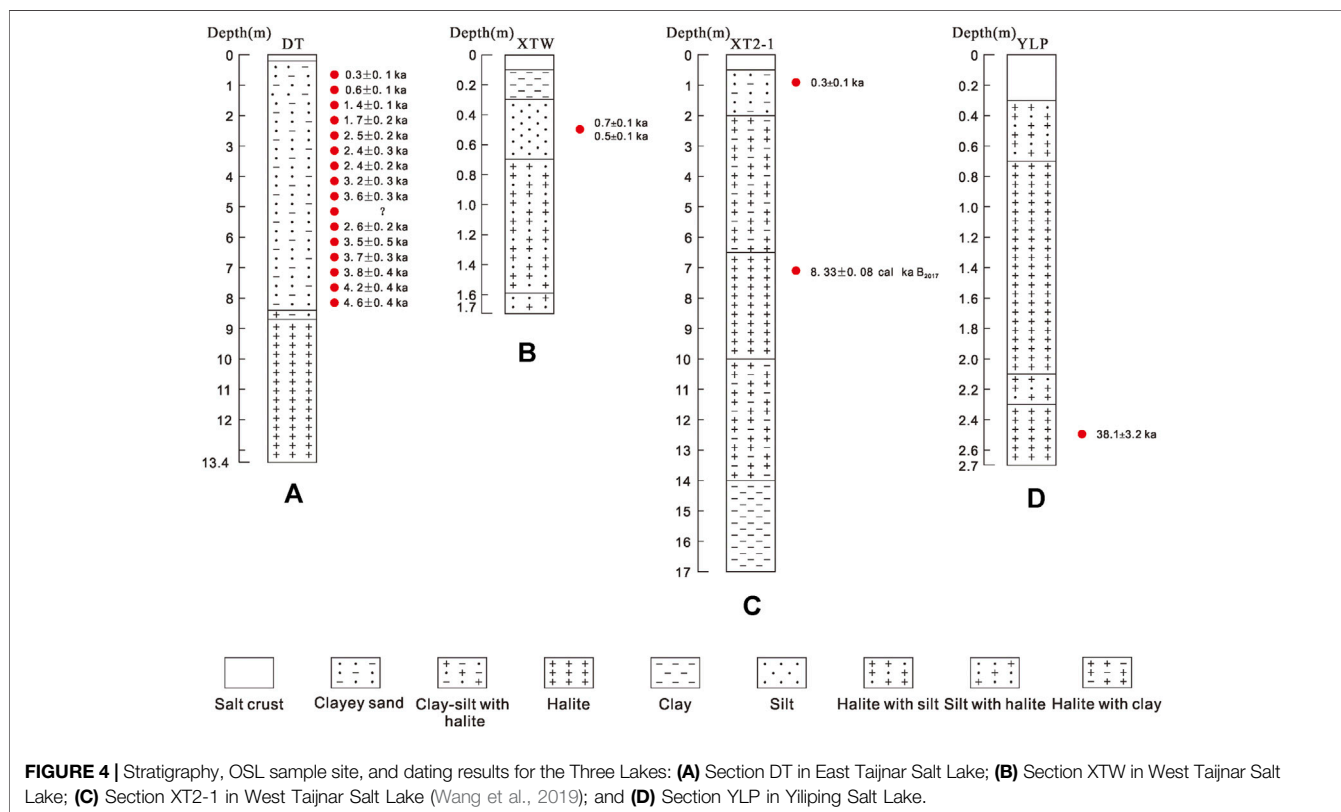 Depth(m)
DT
0
1
2
3
4
5
6
7
8
9
10
11
12
13.4
0.3±0.1 ka
0.6±0.1 ka
1.4±0.1 ka
1.7±0.2 ka
2.5±0.2 ka
2.4±0.3 ka
2.4±0.2 ka
3.2±0.3 ka
3.6±0.3 ka
?
2.6±0.2 ka
3.5±0.5 ka
3.7±0.3 ka
3.8±0.4 ka
4.2±0.4 ka
4.6±0.4 ka
A
Depth(m)
XTW
0
0.2
0.4
0.6
0.8
1.0
1.2
1.4
1.6
1.7
0.7±0.1 ka
0.5±0.1 ka
B
Depth(m)
XT2-1
0
1
2
3
4
5
6
7
8
9
10
11
12
13
14
15
16
17
0.3±0.1 ka
8.33±0.08 cal ka B2017
C
Depth(m)
YLP
0
0.2
0.4
0.6
0.8
1.0
1.2
1.4
1.6
1.8
2.0
2.2
2.4
2.6
2.7
38.1±3.2 ka
D
Salt crust
Clayey sand
Clay-silt with
halite
Halite
Clay
Silt
Halite with silt
Silt with halite
Halite with clay
FIGURE 4 | Stratigraphy, OSL sample site, and dating results for the Three Lakes: (A) Section DT in East Taijnar Salt Lake; (B) Section XTW in West Taijnar Salt
Lake; (C) Section XT2-1 in West Taijnar Salt Lake (Wang et al., 2019); and (D) Section YLP in Yiliping Salt Lake.